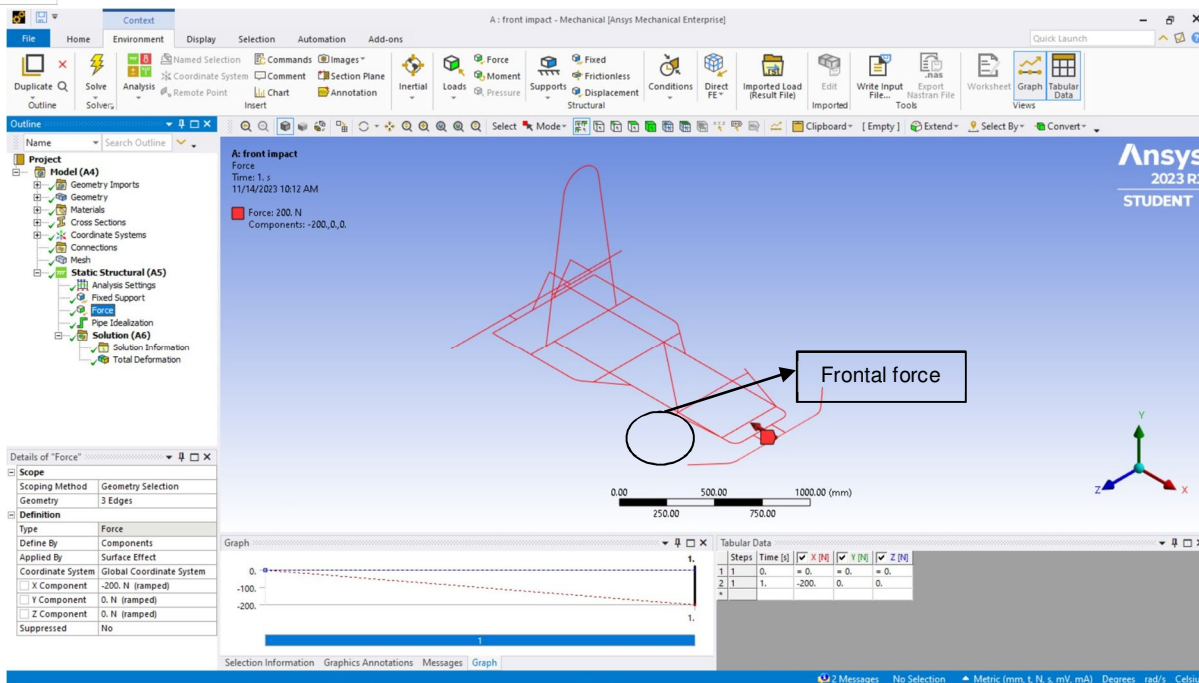 Context
A : front impact - Mechanical [Ansys Mechanical Enterprise]
File Home Environment Display Selection Automation Add-ons
Quick Launch
Duplicate Q
Outline
Solve
Solvers
Analysis
Named Selection
Coordinate System
Remote Point
Commands
Comment
Chart
Images
Section Plane
Annotation
Insert
Inertial
Loads
Force
Moment
Pressure
Supports
Fixed
Frictionless
Displacement
Structural
Conditions
Direct FE
Imported Load (Result File)
Edit
Imported
Write Input File...
.nas
Export Nastran File
Tools
Worksheet
Graph
Tabular Data
Views
Outline
Name Search Outline
Select Mode Clipboard [ Empty ] Extend Select By Convert
Project
Model (A4)
Geometry Imports
Geometry
Materials
Cross Sections
Coordinate Systems
Connections
Mesh
Static Structural (A5)
Analysis Settings
Fixed Support
Force
Pipe Idealization
Solution (A6)
Solution Information
Total Deformation
A: front impact
Force
Time: 1. s
11/14/2023 10:12 AM
Force: 200. N
Components: -200.,0.,0.
Ansys
STUDENT
Frontal force
Y
Z
X
0.00 500.00 1000.00 (mm)
250.00 750.00
Details of "Force"
Scope
Scoping Method Geometry Selection
Geometry 3 Edges
Definition
Type Force
Define By Components
Applied By Surface Effect
Coordinate System Global Coordinate System
X Component -200. N (ramped)
Y Component 0. N (ramped)
Z Component 0. N (ramped)
Suppressed No
Graph
1.
0.
-100.
-200.
1.
1
Selection Information Graphics Annotations Messages Graph
Tabular Data
Steps Time [s] X [N] Y [N] Z [N]
1 1 0. = 0. = 0. = 0.
2 1 1. -200. 0. 0.
*
2 Messages No Selection Metric (mm, t, N, s, mV, mA) Degrees rad/s